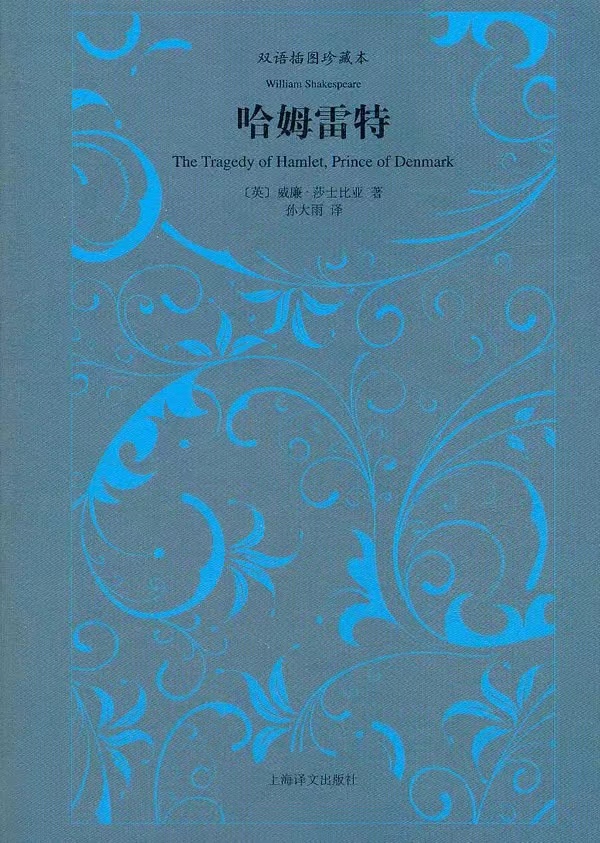 双语插图珍藏本
William Shakespeare
哈姆雷特
The Tragedy of Hamlet, Prince of Denmark
〔英〕威廉·莎士比亚 著
孙大雨 译
上海译文出版社